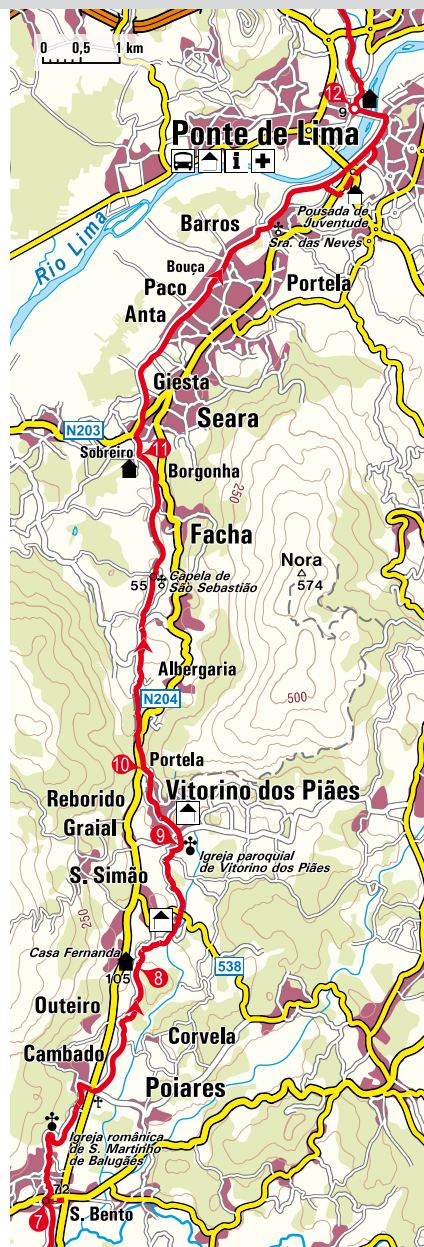 0 0,5 1 km
12
9
Ponte de Lima
i
Pousada de
Juventude
Sra. das Neves
Barros
Rio Lima
Bouça
Paco
Portela
Anta
Giesta
Seara
N203
Sobreiro
11
Borgonha
250
Facha
Nora
574
55
Capela de
São Sebastião
Albergaria
500
N204
10
Portela
Vitorino dos Piães
Reborido
Graial
9
Igreja paroquial
de Vitorino dos Piães
S. Simão
250
Casa Fernanda
105
8
538
Outeiro
Corvela
Cambado
Poiares
Igreja românica
de S. Martinho
de Balugães
72
7
S. Bento